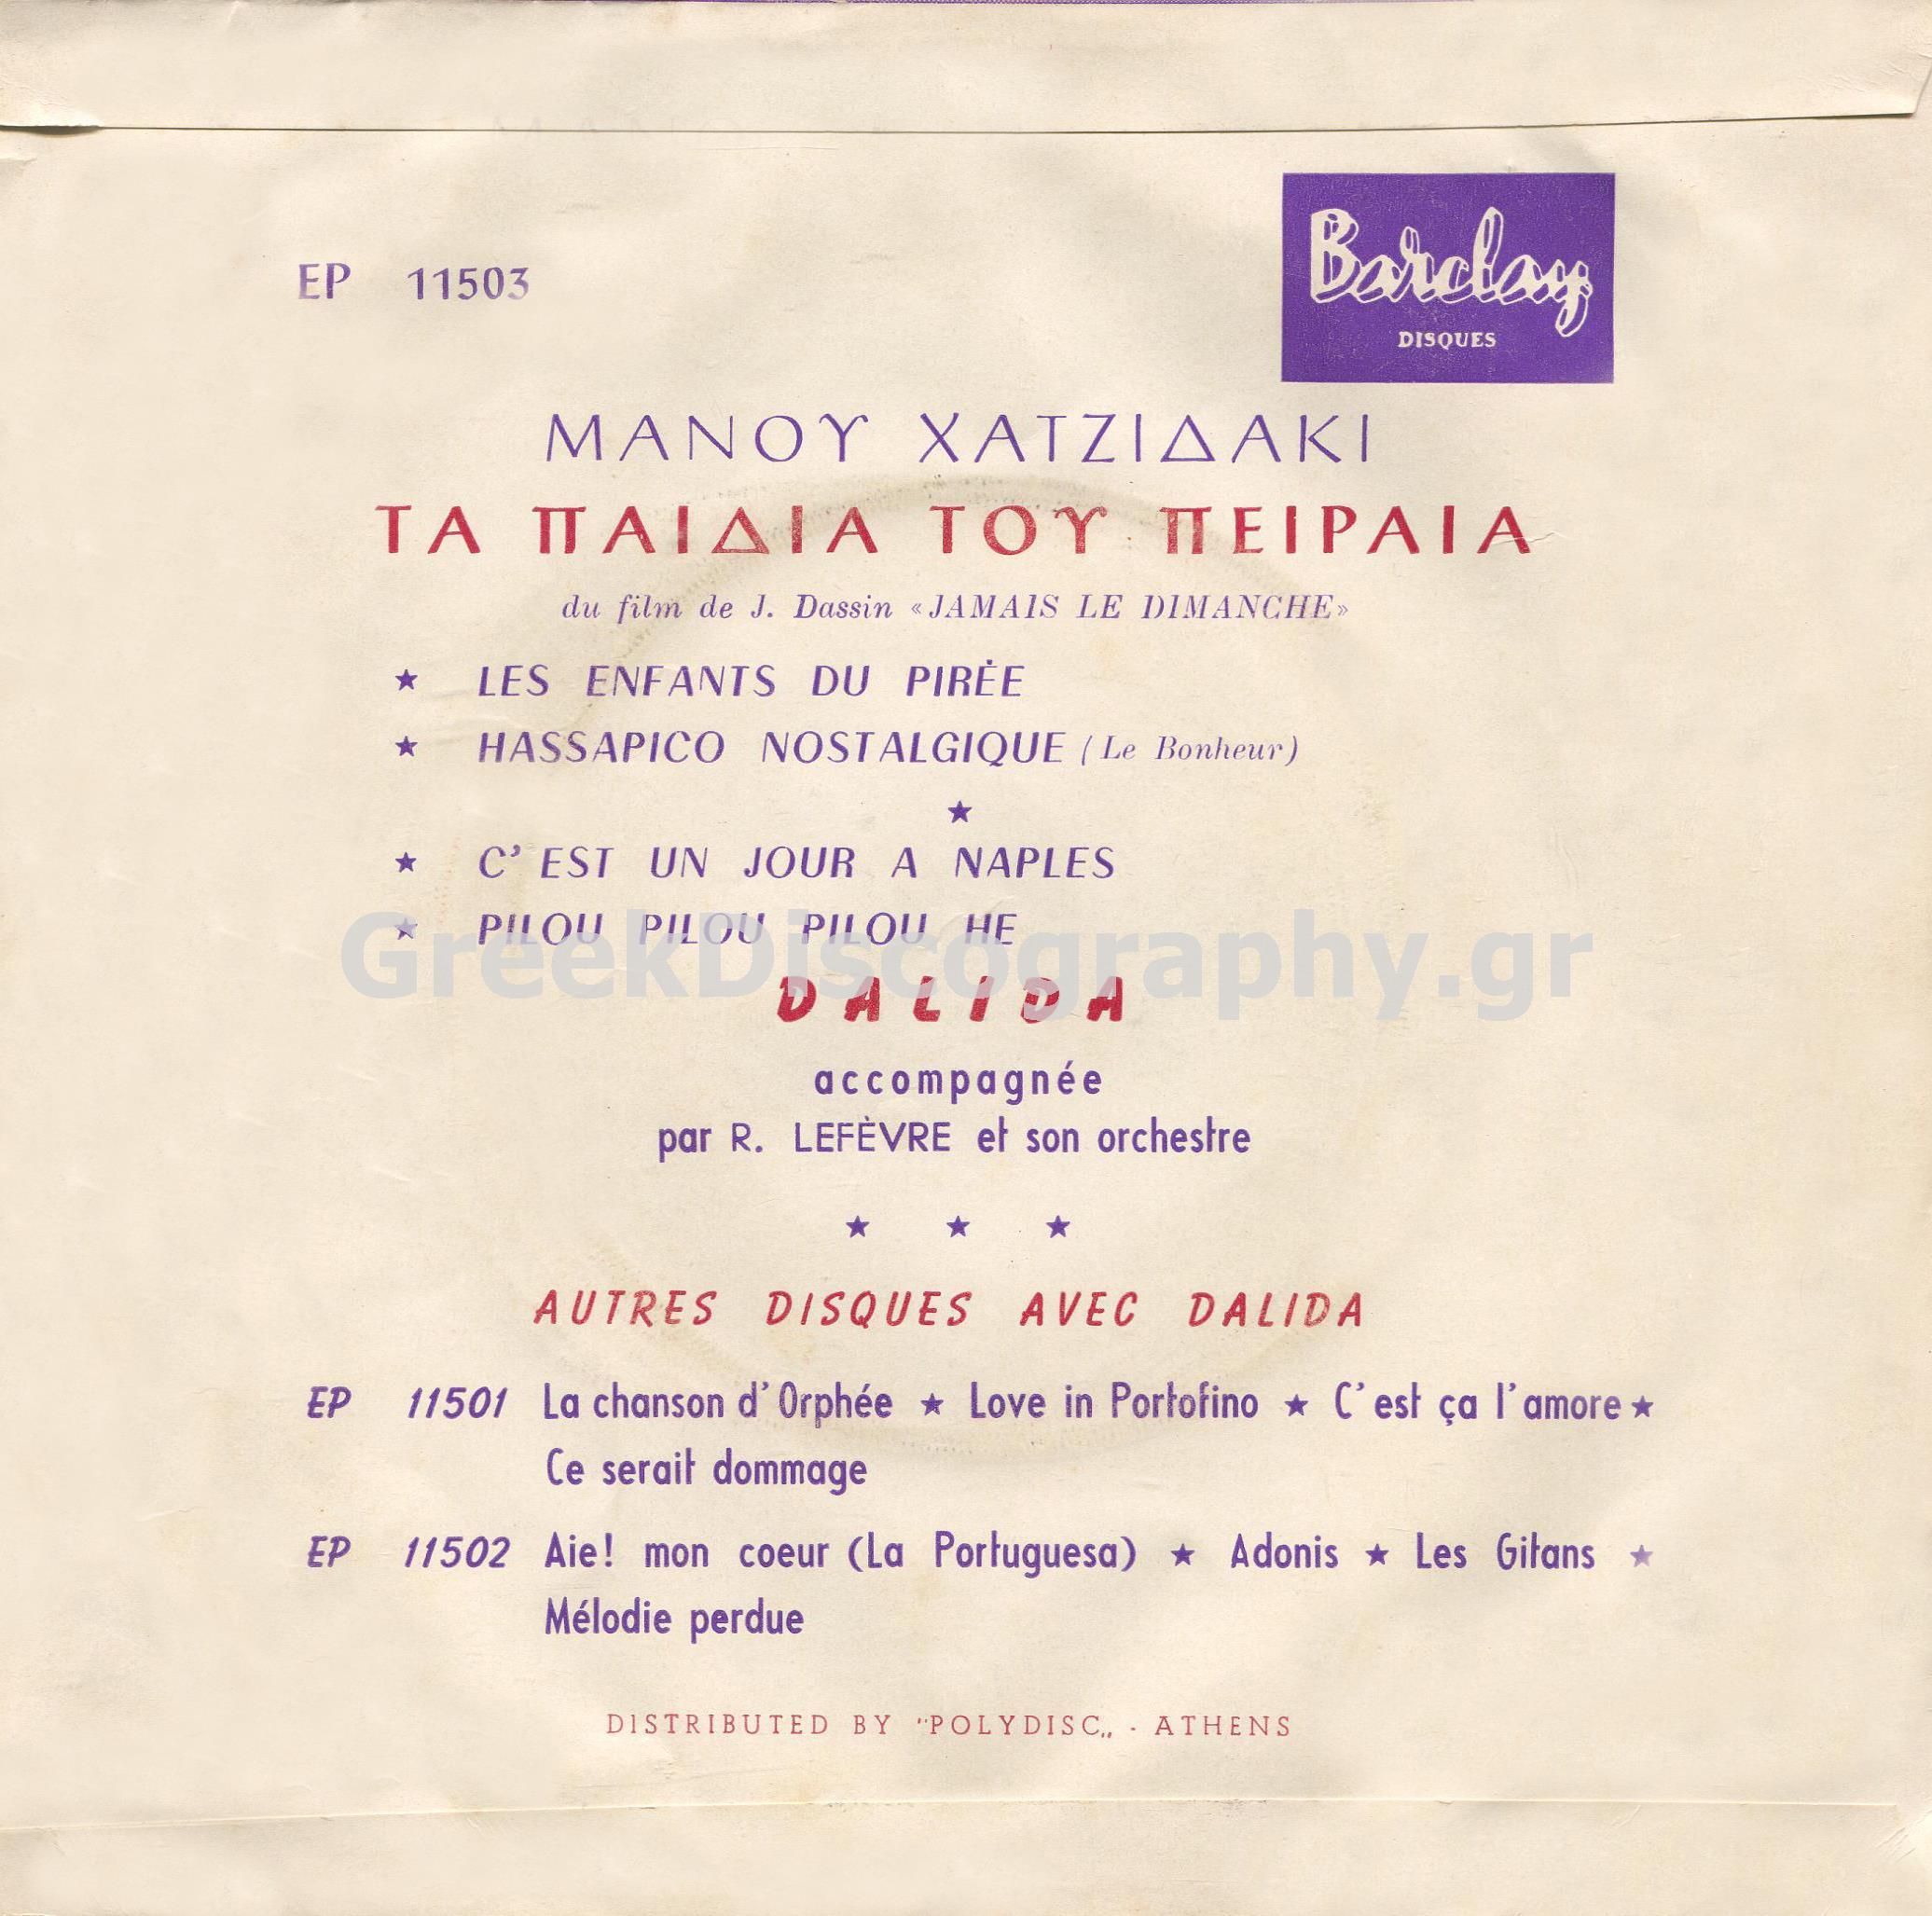 EP 11503
Barclay
DISQUES
ΜΑΝΟΥ ΧΑΤΖΙΔΑΚΙ
ΤΑ ΠΑΙΔΙΑ ΤΟΥ ΠΕΙΡΑΙΑ
du film de J. Dassin «JAMAIS LE DIMANCHE»
★ LES ENFANTS DU PIRÉE
★ HASSAPICO NOSTALGIQUE (Le Bonheur)
★
★ C' EST UN JOUR A NAPLES
★ PILOU PILOU PILOU HE
GreekDiscography.gr
DALIDA
accompagnée
par R. LEFÈVRE et son orchestre
★ ★ ★
AUTRES DISQUES AVEC DALIDA
EP 11501 La chanson d' Orphée ★ Love in Portofino ★ C' est ça l' amore ★
Ce serait dommage
EP 11502 Aie! mon coeur (La Portuguesa) ★ Adonis ★ Les Gitans ★
Mélodie perdue
DISTRIBUTED BY "POLYDISC„ · ATHENS